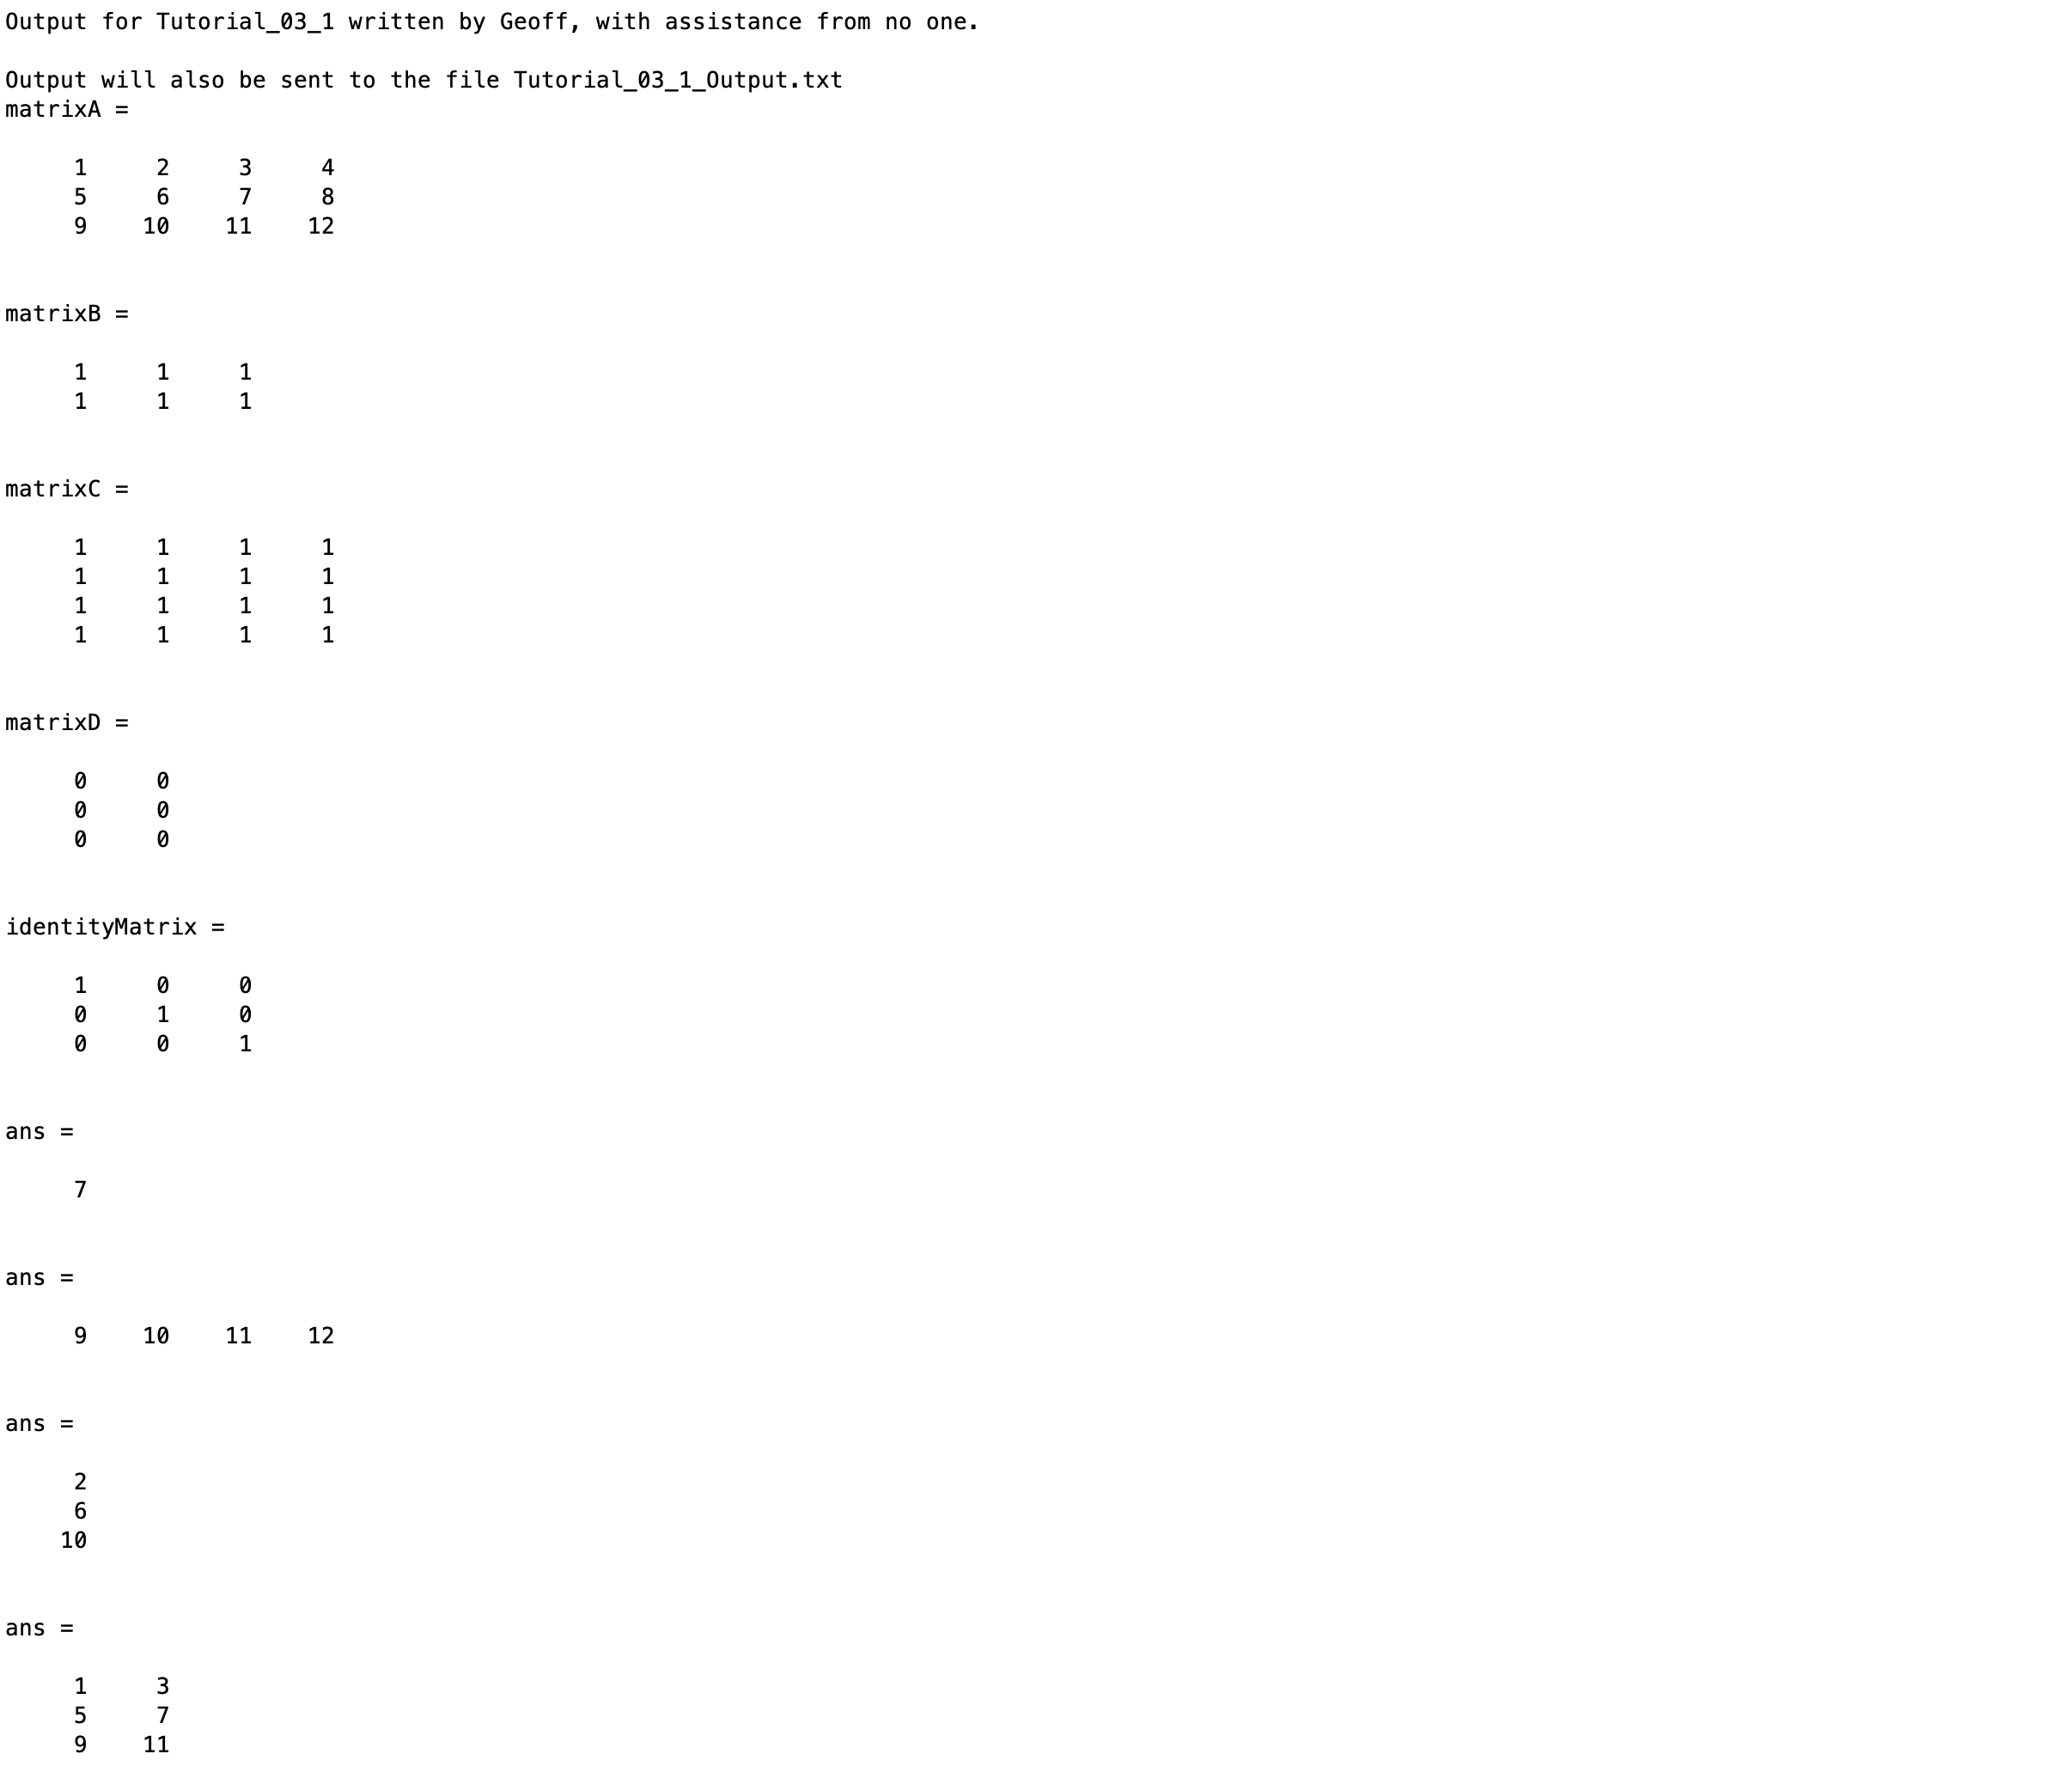 Output for Tutorial_03_1 written by Geoff, with assistance from no one.
Output will also be sent to the file Tutorial_03_1_Output.txt
matrixA =
1 2 3 4
5 6 7 8
9 10 11 12
matrixB =
1 1 1
1 1 1
matrixC =
1 1 1 1
1 1 1 1
1 1 1 1
1 1 1 1
matrixD =
0 0
0 0
0 0
identityMatrix =
1 0 0
0 1 0
0 0 1
ans =
7
ans =
9 10 11 12
ans =
2
6
10
ans =
1 3
5 7
9 11